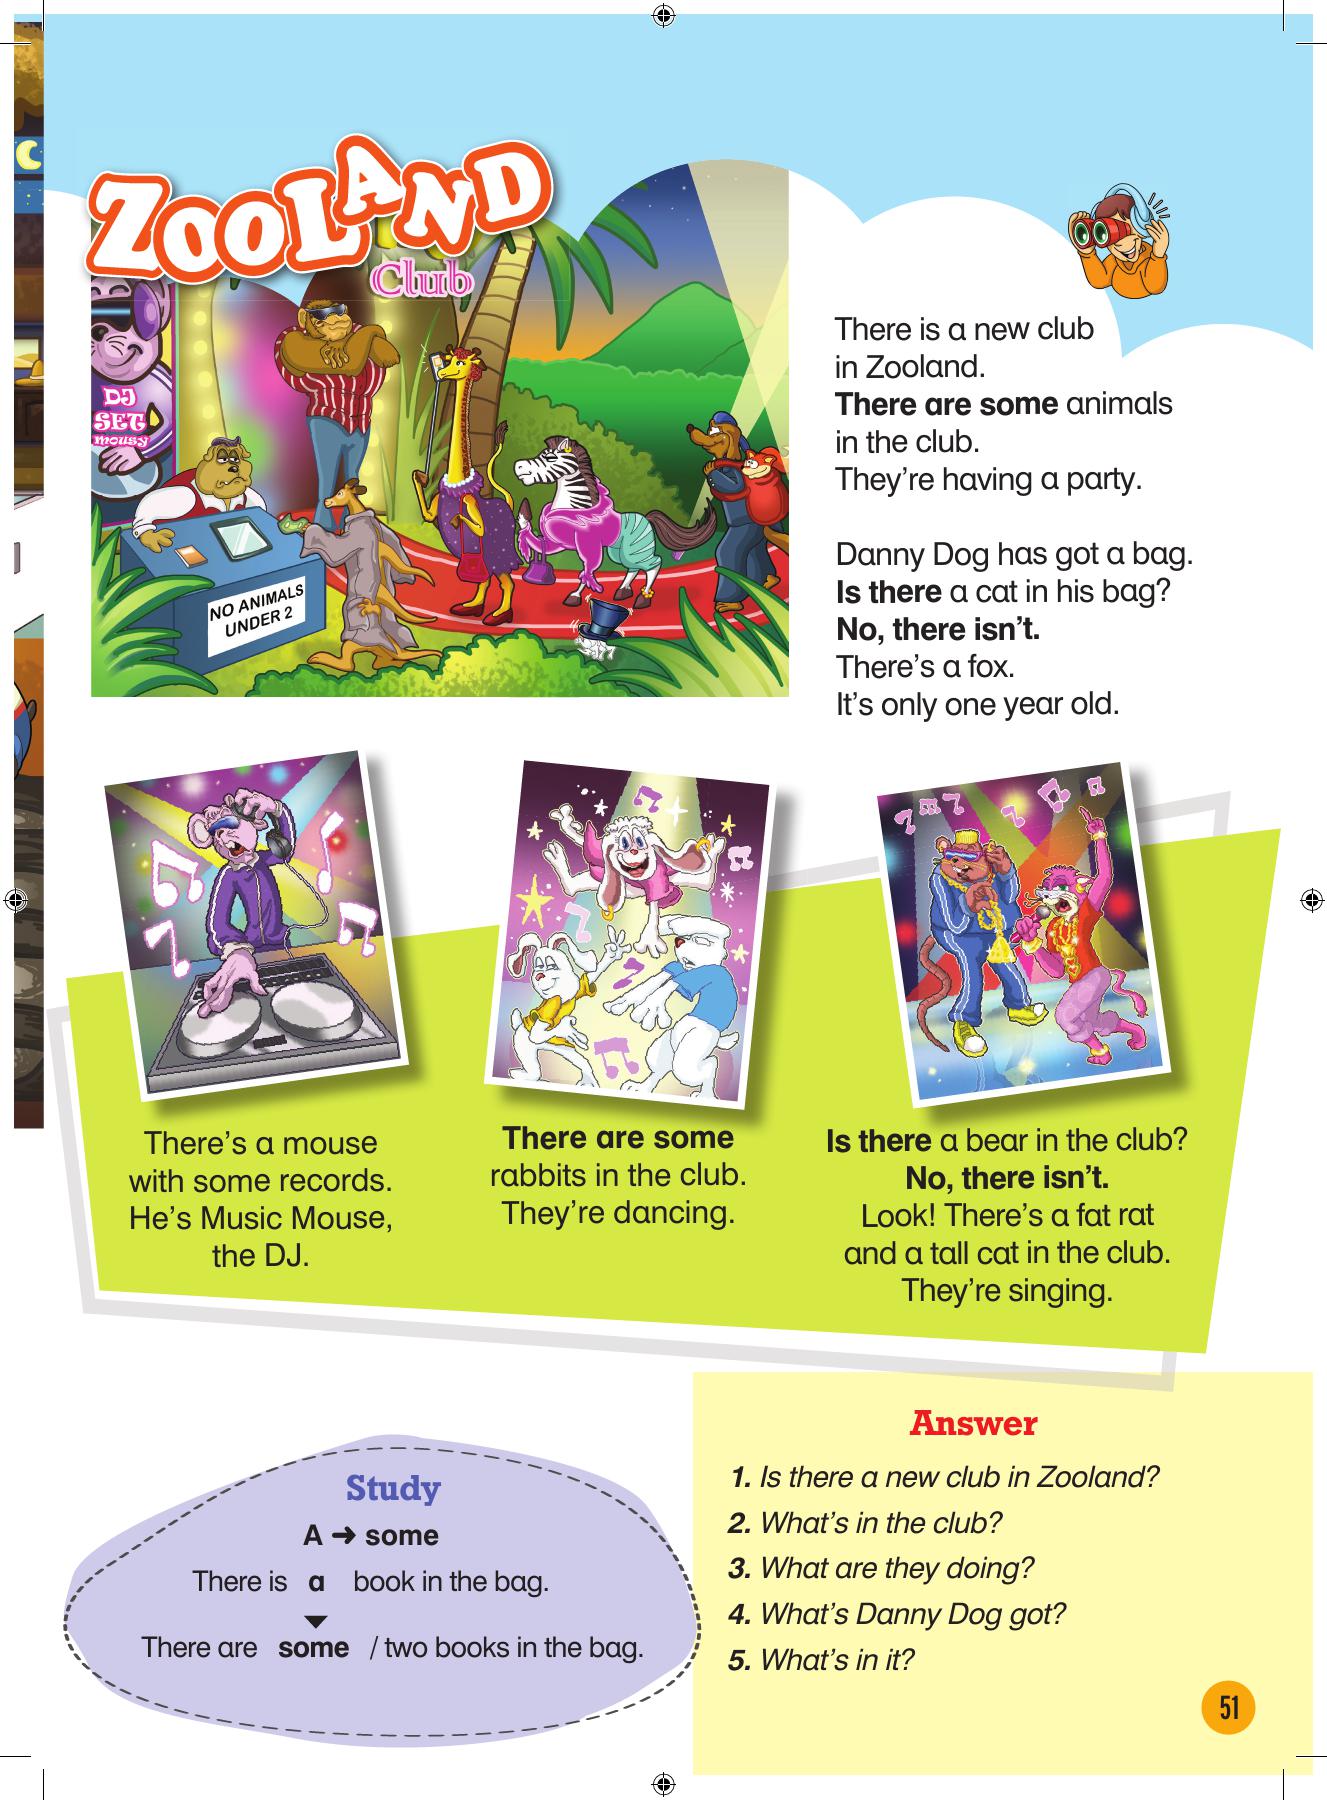 ZOOLAND
Club
DJ
SET
mousy
NO ANIMALS
UNDER 2
There is a new club
in Zooland.
There are some animals
in the club.
They're having a party.
Danny Dog has got a bag.
Is there a cat in his bag?
No, there isn't.
There's a fox.
It's only one year old.
There's a mouse
with some records.
He's Music Mouse,
the DJ.
There are some
rabbits in the club.
They're dancing.
Is there a bear in the club?
No, there isn't.
Look! There's a fat rat
and a tall cat in the club.
They're singing.
Study
A ➜ some
There is a book in the bag.
There are some / two books in the bag.
Answer
1. Is there a new club in Zooland?
2. What's in the club?
3. What are they doing?
4. What's Danny Dog got?
5. What's in it?
51